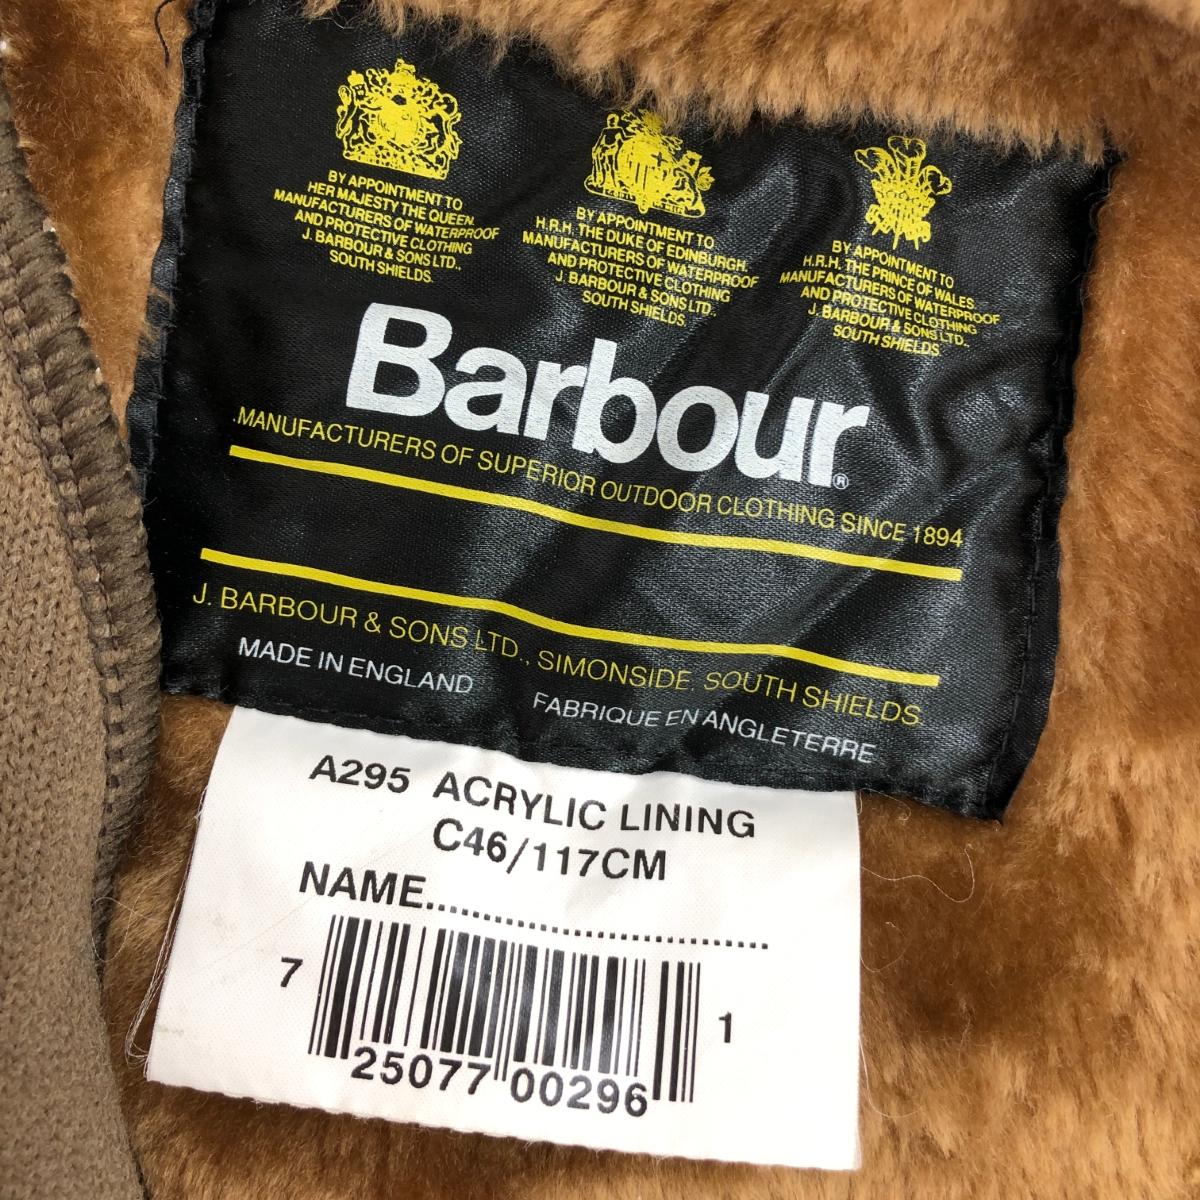 BY APPOINTMENT TO
HER MAJESTY THE QUEEN
MANUFACTURERS OF WATERPROOF
AND PROTECTIVE CLOTHING
J. BARBOUR & SONS LTD.,
SOUTH SHIELDS.
BY APPOINTMENT TO
H.R.H. THE DUKE OF EDINBURGH.
MANUFACTURERS OF WATERPROOF
AND PROTECTIVE CLOTHING
J. BARBOUR & SONS LTD.,
SOUTH SHIELDS.
BY APPOINTMENT TO
H.R.H. THE PRINCE OF WALES
MANUFACTURERS OF WATERPROOF
AND PROTECTIVE CLOTHING
J. BARBOUR & SONS LTD.,
SOUTH SHIELDS.
Barbour®
.MANUFACTURERS OF SUPERIOR OUTDOOR CLOTHING SINCE 1894
J. BARBOUR & SONS LTD., SIMONSIDE. SOUTH SHIELDS.
MADE IN ENGLAND FABRIQUE EN ANGLETERRE
A295 ACRYLIC LINING
C46/117CM
NAME...............................
7 25077 00296 1